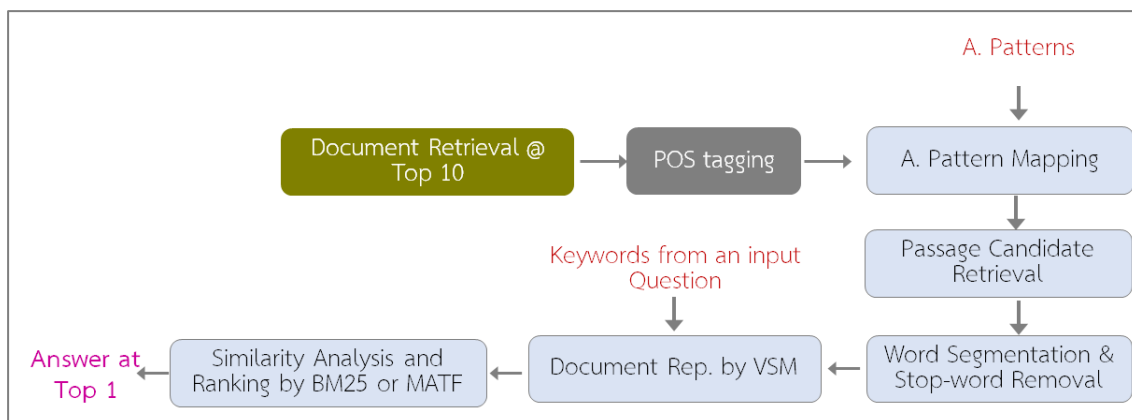 A. Patterns
Document Retrieval @
Top 10
POS tagging
A. Pattern Mapping
Keywords from an input
Question
Passage Candidate
Retrieval
Answer at
Top 1
Similarity Analysis and
Ranking by BM25 or MATF
Document Rep. by VSM
Word Segmentation &
Stop-word Removal